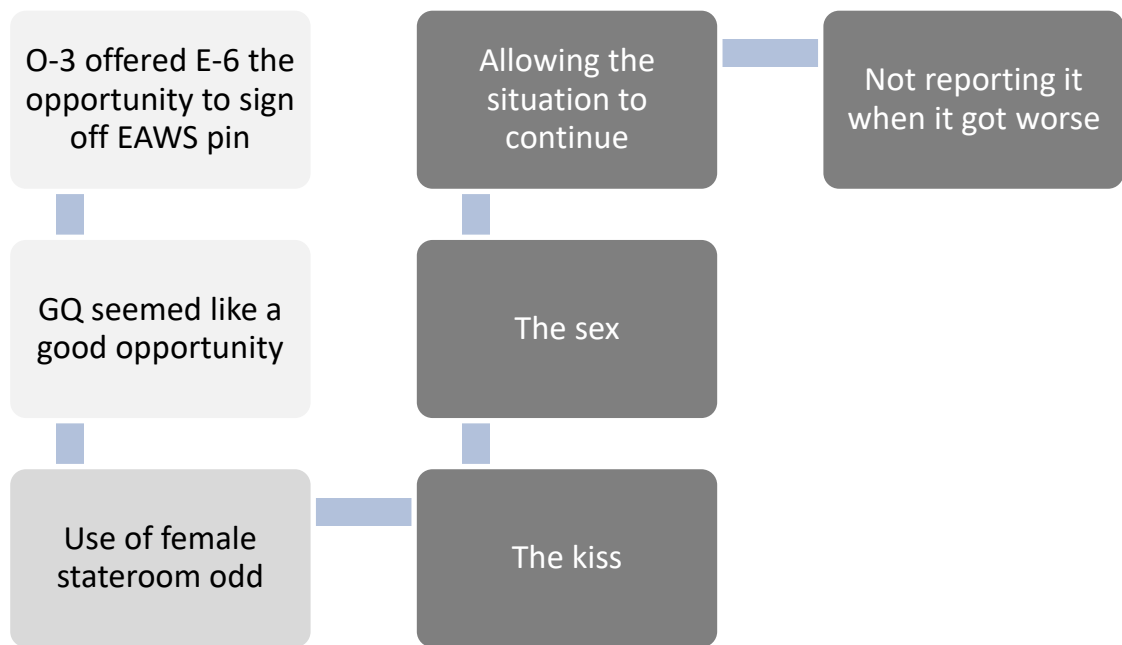 O-3 offered E-6 the
opportunity to sign
off EAWS pin
GQ seemed like a
good opportunity
Use of female
stateroom odd
The kiss
The sex
Allowing the
situation to
continue
Not reporting it
when it got worse